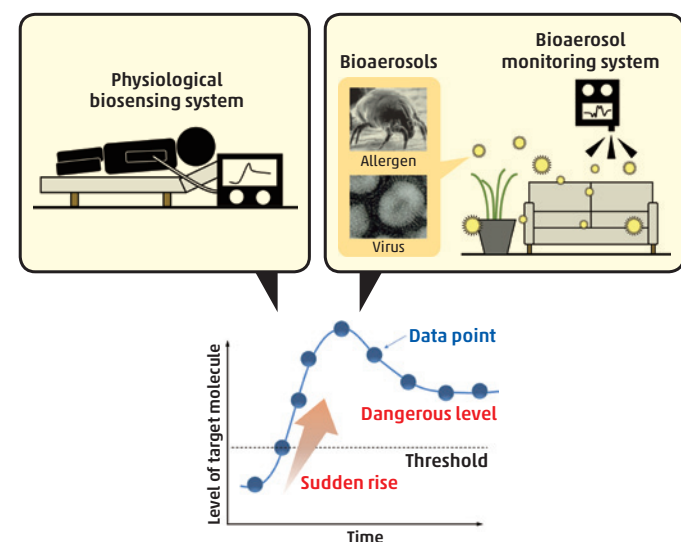 Physiological
biosensing system
Bioaerosols
Bioaerosol
monitoring system
Allergen
Virus
Level of target molecule
Data point
Dangerous level
Threshold
Sudden rise
Time